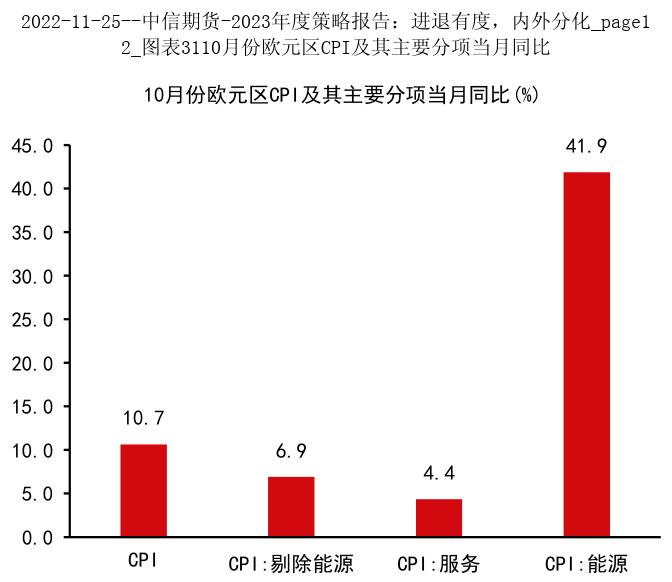 2022-11-25--中信期货-2023年度策略报告：进退有度，内外分化_page1
2_图表3110月份欧元区CPI及其主要分项当月同比
10月份欧元区CPI及其主要分项当月同比(%)
45.0
40.0
35.0
30.0
25.0
20.0
15.0
10.0
5.0
0.0
10.7
6.9
4.4
41.9
CPI
CPI:剔除能源
CPI:服务
CPI:能源